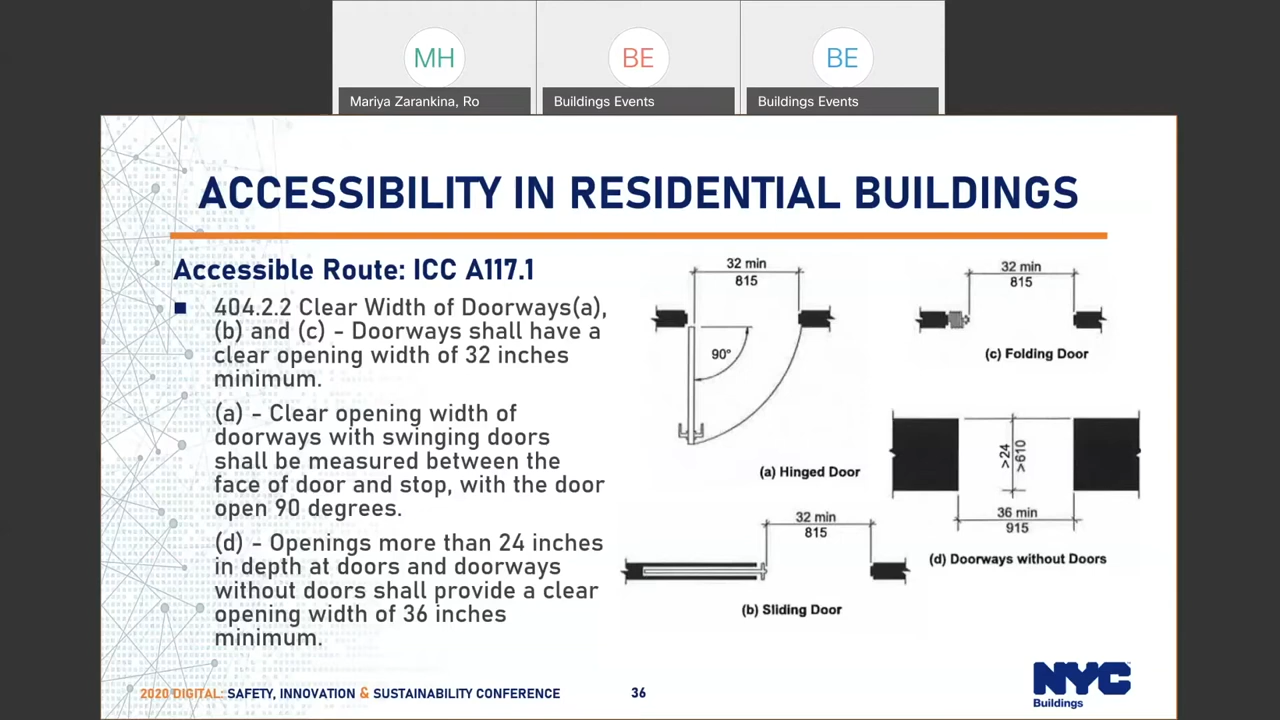 MH
BE
BE
Mariya Zarankina, Ro
Buildings Events
Buildings Events
ACCESSIBILITY IN RESIDENTIAL BUILDINGS
Accessible Route: ICC A117.1
404.2.2 Clear Width of Doorways(a),
(b) and (c) - Doorways shall have a
clear opening width of 32 inches
minimum.
(a) - Clear opening width of
doorways with swinging doors
shall be measured between the
face of door and stop, with the door
open 90 degrees.
(d) - Openings more than 24 inches
in depth at doors and doorways
without doors shall provide a clear
opening width of 36 inches
minimum.
32 min
815
90°
(a) Hinged Door
32 min
815
(c) Folding Door
>24
>610
36 min
915
(d) Doorways without Doors
32 min
815
(b) Sliding Door
2020 DIGITAL: SAFETY, INNOVATION & SUSTAINABILITY CONFERENCE
36
NYC
Buildings